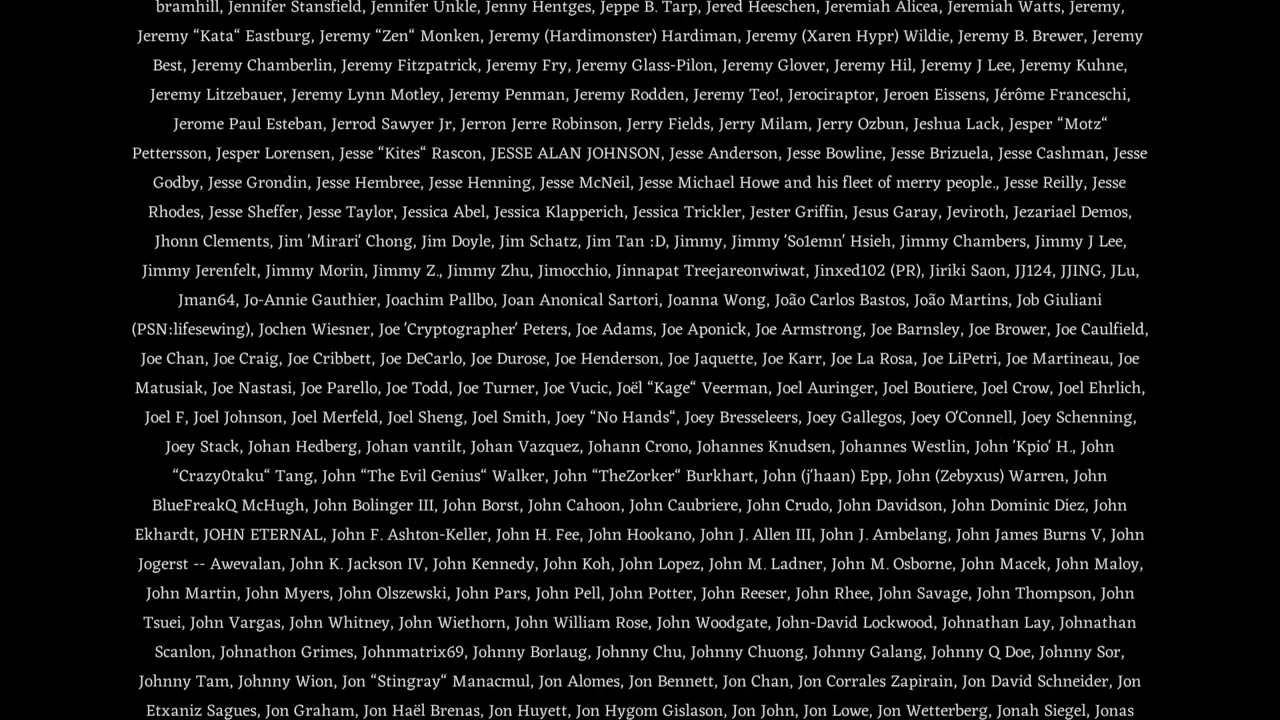 bramhill, Jennifer Stansfield, Jennifer Unkle, Jenny Hentges, Jeppe B. Tarp, Jered Heeschen, Jeremiah Alicea, Jeremiah Watts, Jeremy,
Jeremy “Kata“ Eastburg, Jeremy “Zen“ Monken, Jeremy (Hardimonster) Hardiman, Jeremy (Xaren Hypr) Wildie, Jeremy B. Brewer, Jeremy
Best, Jeremy Chamberlin, Jeremy Fitzpatrick, Jeremy Fry, Jeremy Glass-Pilon, Jeremy Glover, Jeremy Hil, Jeremy J Lee, Jeremy Kuhne,
Jeremy Litzebauer, Jeremy Lynn Motley, Jeremy Penman, Jeremy Rodden, Jeremy Teo!, Jerociraptor, Jeroen Eissens, Jérôme Franceschi,
Jerome Paul Esteban, Jerrod Sawyer Jr, Jerron Jerre Robinson, Jerry Fields, Jerry Milam, Jerry Ozbun, Jeshua Lack, Jesper “Motz“
Pettersson, Jesper Lorensen, Jesse “Kites“ Rascon, JESSE ALAN JOHNSON, Jesse Anderson, Jesse Bowline, Jesse Brizuela, Jesse Cashman, Jesse
Godby, Jesse Grondin, Jesse Hembree, Jesse Henning, Jesse McNeil, Jesse Michael Howe and his fleet of merry people., Jesse Reilly, Jesse
Rhodes, Jesse Sheffer, Jesse Taylor, Jessica Abel, Jessica Klapperich, Jessica Trickler, Jester Griffin, Jesus Garay, Jeviroth, Jezariael Demos,
Jhonn Clements, Jim 'Mirari' Chong, Jim Doyle, Jim Schatz, Jim Tan :D, Jimmy, Jimmy 'So1emn' Hsieh, Jimmy Chambers, Jimmy J Lee,
Jimmy Jerenfelt, Jimmy Morin, Jimmy Z., Jimmy Zhu, Jimocchio, Jinnapat Treejareonwiwat, Jinxed102 (PR), Jiriki Saon, JJ124, JJING, JLu,
Jman64, Jo-Annie Gauthier, Joachim Pallbo, Joan Anonical Sartori, Joanna Wong, João Carlos Bastos, João Martins, Job Giuliani
(PSN:lifesewing), Jochen Wiesner, Joe 'Cryptographer' Peters, Joe Adams, Joe Aponick, Joe Armstrong, Joe Barnsley, Joe Brower, Joe Caulfield,
Joe Chan, Joe Craig, Joe Cribbett, Joe DeCarlo, Joe Durose, Joe Henderson, Joe Jaquette, Joe Karr, Joe La Rosa, Joe LiPetri, Joe Martineau, Joe
Matusiak, Joe Nastasi, Joe Parello, Joe Todd, Joe Turner, Joe Vucic, Joël “Kage“ Veerman, Joel Auringer, Joel Boutiere, Joel Crow, Joel Ehrlich,
Joel F, Joel Johnson, Joel Merfeld, Joel Sheng, Joel Smith, Joey “No Hands“, Joey Bresseleers, Joey Gallegos, Joey O'Connell, Joey Schenning,
Joey Stack, Johan Hedberg, Johan vantilt, Johan Vazquez, Johann Crono, Johannes Knudsen, Johannes Westlin, John 'Kpio' H., John
“Crazy0taku“ Tang, John “The Evil Genius“ Walker, John “TheZorker“ Burkhart, John (j'haan) Epp, John (Zebyxus) Warren, John
BlueFreakQ McHugh, John Bolinger III, John Borst, John Cahoon, John Caubriere, John Crudo, John Davidson, John Dominic Diez, John
Ekhardt, JOHN ETERNAL, John F. Ashton-Keller, John H. Fee, John Hookano, John J. Allen III, John J. Ambelang, John James Burns V, John
Jogerst -- Awevalan, John K. Jackson IV, John Kennedy, John Koh, John Lopez, John M. Ladner, John M. Osborne, John Macek, John Maloy,
John Martin, John Myers, John Olszewski, John Pars, John Pell, John Potter, John Reeser, John Rhee, John Savage, John Thompson, John
Tsuei, John Vargas, John Whitney, John Wiethorn, John William Rose, John Woodgate, John-David Lockwood, Johnathan Lay, Johnathan
Scanlon, Johnathon Grimes, Johnmatrix69, Johnny Borlaug, Johnny Chu, Johnny Chuong, Johnny Galang, Johnny Q Doe, Johnny Sor,
Johnny Tam, Johnny Wion, Jon “Stingray“ Manacmul, Jon Alomes, Jon Bennett, Jon Chan, Jon Corrales Zapirain, Jon David Schneider, Jon
Etxaniz Sagues, Jon Graham, Jon Haël Brenas, Jon Huyett, Jon Hygom Gislason, Jon John, Jon Lowe, Jon Wetterberg, Jonah Siegel, Jonas